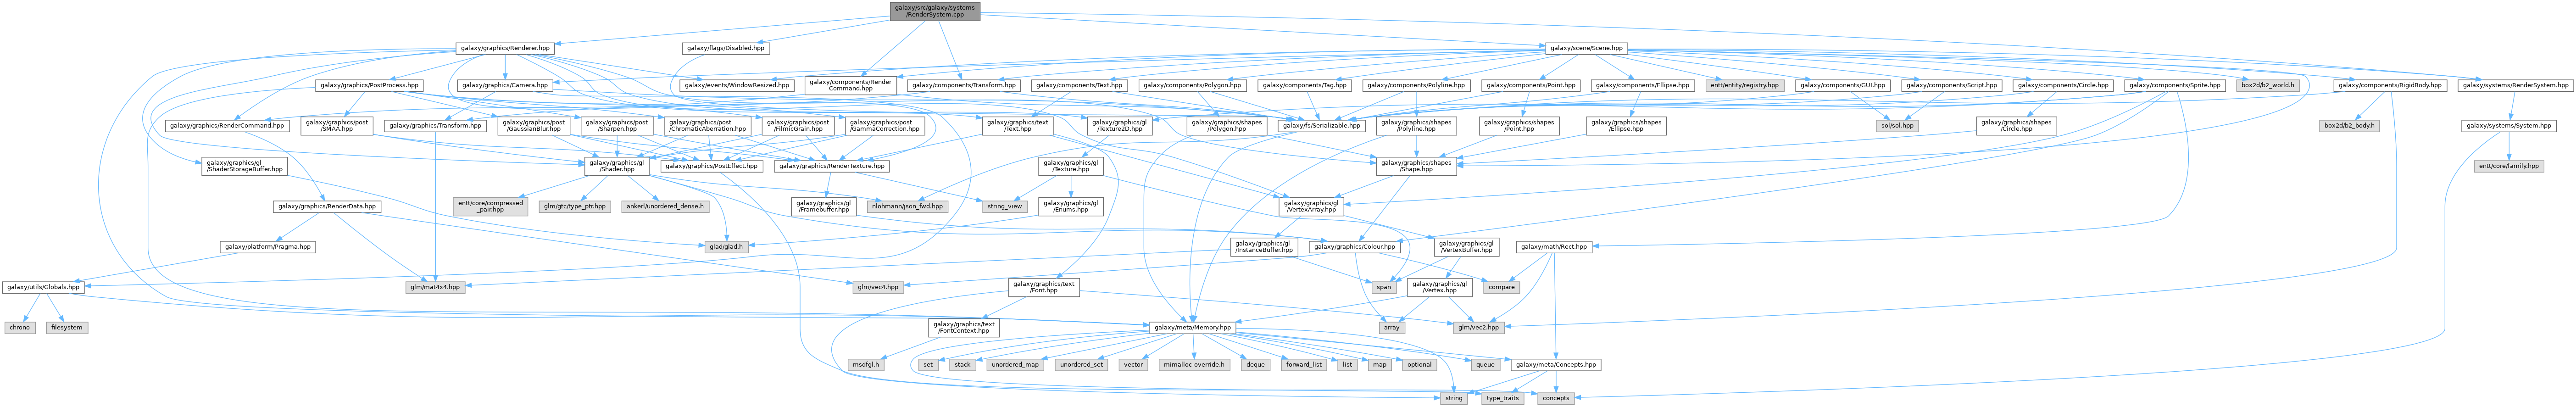 galaxy/src/galaxy/systems
/RenderSystem.cpp
galaxy/graphics/Renderer.hpp
galaxy/flags/Disabled.hpp
galaxy/scene/Scene.hpp
galaxy/graphics/PostProcess.hpp
galaxy/graphics/Camera.hpp
galaxy/events/WindowResized.hpp
galaxy/components/Render
Command.hpp
galaxy/components/Transform.hpp
galaxy/components/Text.hpp
galaxy/components/Polygon.hpp
galaxy/components/Tag.hpp
galaxy/components/Polyline.hpp
galaxy/components/Point.hpp
galaxy/components/Ellipse.hpp
entt/entity/registry.hpp
galaxy/components/GUI.hpp
galaxy/components/Script.hpp
galaxy/components/Circle.hpp
galaxy/components/Sprite.hpp
box2d/b2_world.h
galaxy/components/RigidBody.hpp
galaxy/systems/RenderSystem.hpp
galaxy/graphics/RenderCommand.hpp
galaxy/graphics/post
/SMAA.hpp
galaxy/graphics/Transform.hpp
galaxy/graphics/post
/GaussianBlur.hpp
galaxy/graphics/post
/Sharpen.hpp
galaxy/graphics/post
/ChromaticAberration.hpp
galaxy/graphics/post
/FilmicGrain.hpp
galaxy/graphics/post
/GammaCorrection.hpp
galaxy/graphics/text
/Text.hpp
galaxy/graphics/gl
/Texture2D.hpp
galaxy/graphics/shapes
/Polygon.hpp
galaxy/fs/Serializable.hpp
galaxy/graphics/shapes
/Polyline.hpp
galaxy/graphics/shapes
/Point.hpp
galaxy/graphics/shapes
/Ellipse.hpp
sol/sol.hpp
galaxy/graphics/shapes
/Circle.hpp
box2d/b2_body.h
galaxy/systems/System.hpp
galaxy/graphics/gl
/ShaderStorageBuffer.hpp
galaxy/graphics/gl
/Shader.hpp
galaxy/graphics/PostEffect.hpp
galaxy/graphics/RenderTexture.hpp
galaxy/graphics/gl
/Texture.hpp
galaxy/graphics/shapes
/Shape.hpp
entt/core/family.hpp
galaxy/graphics/RenderData.hpp
entt/core/compressed
_pair.hpp
glm/gtc/type_ptr.hpp
ankerl/unordered_dense.h
galaxy/graphics/gl
/Framebuffer.hpp
nlohmann/json_fwd.hpp
string_view
galaxy/graphics/gl
/Enums.hpp
galaxy/graphics/gl
/VertexArray.hpp
galaxy/platform/Pragma.hpp
glad/glad.h
galaxy/graphics/gl
/InstanceBuffer.hpp
galaxy/graphics/Colour.hpp
galaxy/graphics/gl
/VertexBuffer.hpp
galaxy/math/Rect.hpp
galaxy/utils/Globals.hpp
glm/mat4x4.hpp
glm/vec4.hpp
galaxy/graphics/text
/Font.hpp
span
galaxy/graphics/gl
/Vertex.hpp
compare
chrono
filesystem
galaxy/graphics/text
/FontContext.hpp
galaxy/meta/Memory.hpp
array
glm/vec2.hpp
msdfgl.h
set
stack
unordered_map
unordered_set
vector
mimalloc-override.h
deque
forward_list
list
map
optional
queue
galaxy/meta/Concepts.hpp
string
type_traits
concepts